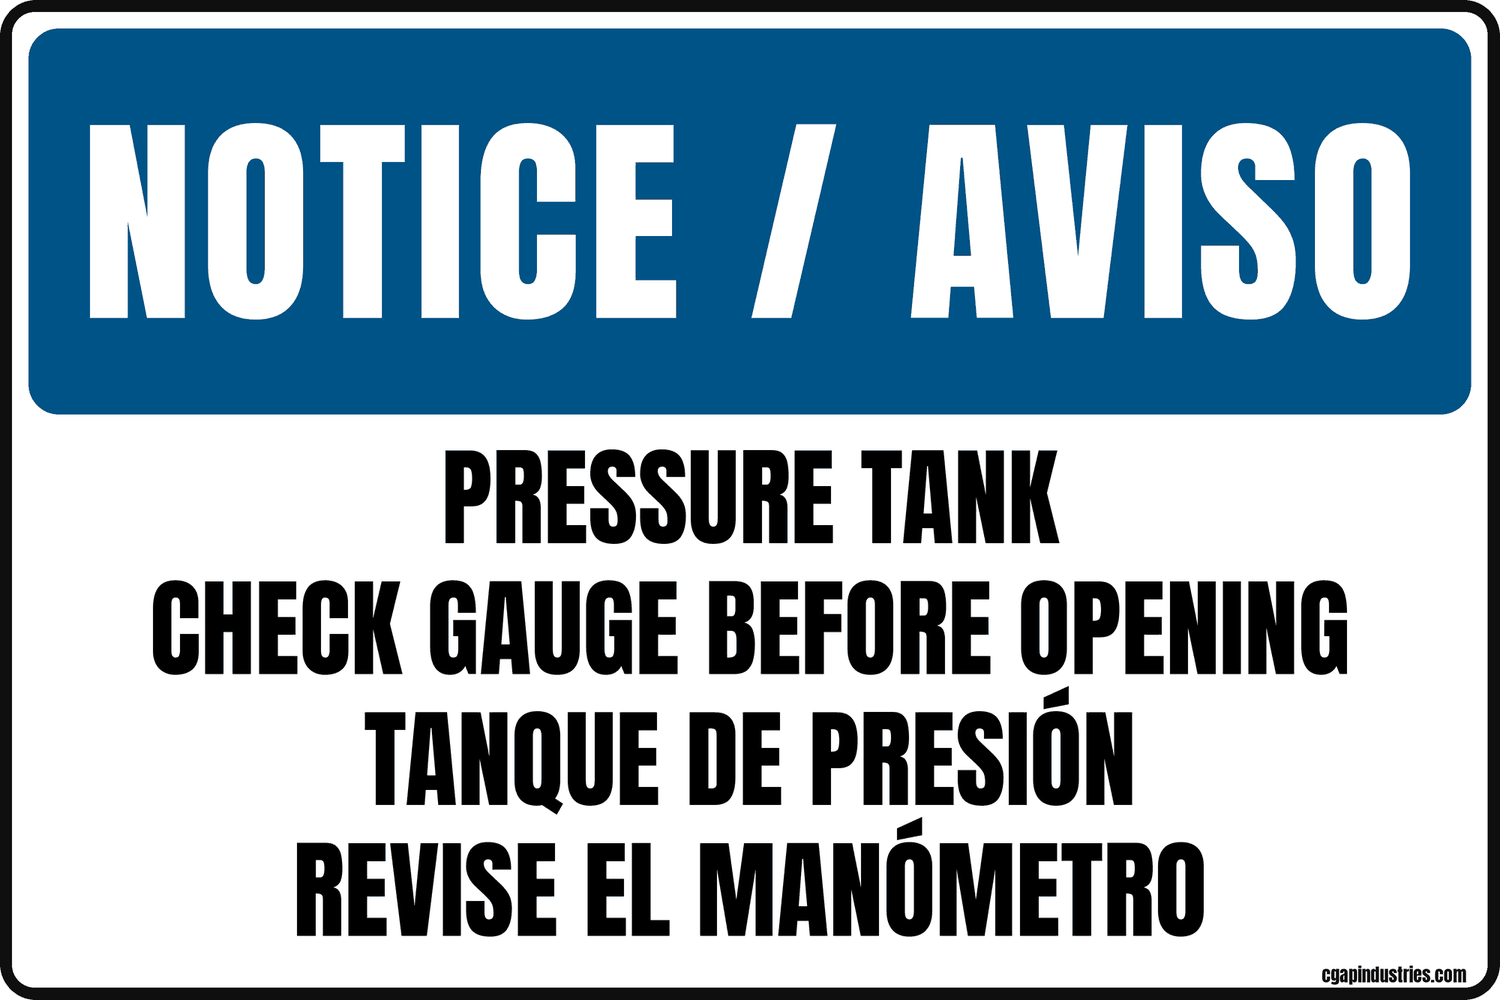 NOTICE / AVISO
PRESSURE TANK
CHECK GAUGE BEFORE OPENING
TANQUE DE PRESIÓN
REVISE EL MANÓMETRO
cgapindustries.com